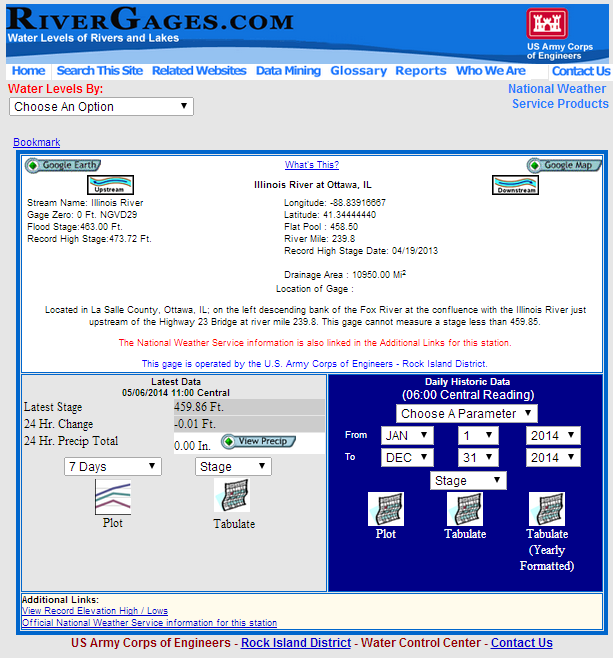 RIVERGAGES.COM
Water Levels of Rivers and Lakes
US Army Corps
of Engineers
Home Search This Site Related Websites Data Mining Glossary Reports Who We Are Contact Us
Water Levels By:
Choose An Option
National Weather
Service Products
Bookmark
Google Earth What's This? Google Map
Upstream Illinois River at Ottawa, IL Downstream
Stream Name: Illinois River Longitude: -88.83916667
Gage Zero: 0 Ft. NGVD29 Latitude: 41.34444440
Flood Stage:463.00 Ft. Flat Pool : 458.50
Record High Stage:473.72 Ft. River Mile: 239.8
Record High Stage Date: 04/19/2013
Drainage Area : 10950.00 Mi²
Location of Gage :
Located in La Salle County, Ottawa, IL; on the left descending bank of the Fox River at the confluence with the Illinois River just
upstream of the Highway 23 Bridge at river mile 239.8. This gage cannot measure a stage less than 459.85.
The National Weather Service information is also linked in the Additional Links for this station.
This gage is operated by the U.S. Army Corps of Engineers - Rock Island District.
Latest Data
05/06/2014 11:00 Central
Latest Stage 459.86 Ft.
24 Hr. Change -0.01 Ft.
24 Hr. Precip Total 0.00 In. View Precip
7 Days Stage
Plot Tabulate
Daily Historic Data
(06:00 Central Reading)
Choose A Parameter
From JAN 1 2014
To DEC 31 2014
Stage
Plot Tabulate Tabulate
(Yearly
Formatted)
Additional Links:
View Record Elevation High / Lows
Official National Weather Service information for this station
US Army Corps of Engineers - Rock Island District - Water Control Center - Contact Us